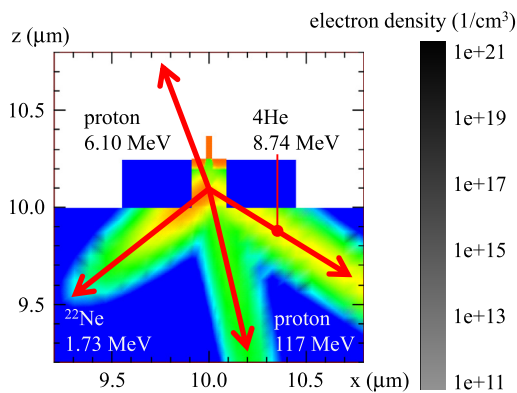 electron density (1/cm³)
z (μm)
1e+21
10.5
proton
6.10 MeV
4He
8.74 MeV
1e+19
1e+17
10.0
1e+15
9.5
²²Ne
1.73 MeV
proton
117 MeV
1e+13
1e+11
9.5
10.0
10.5
x (μm)